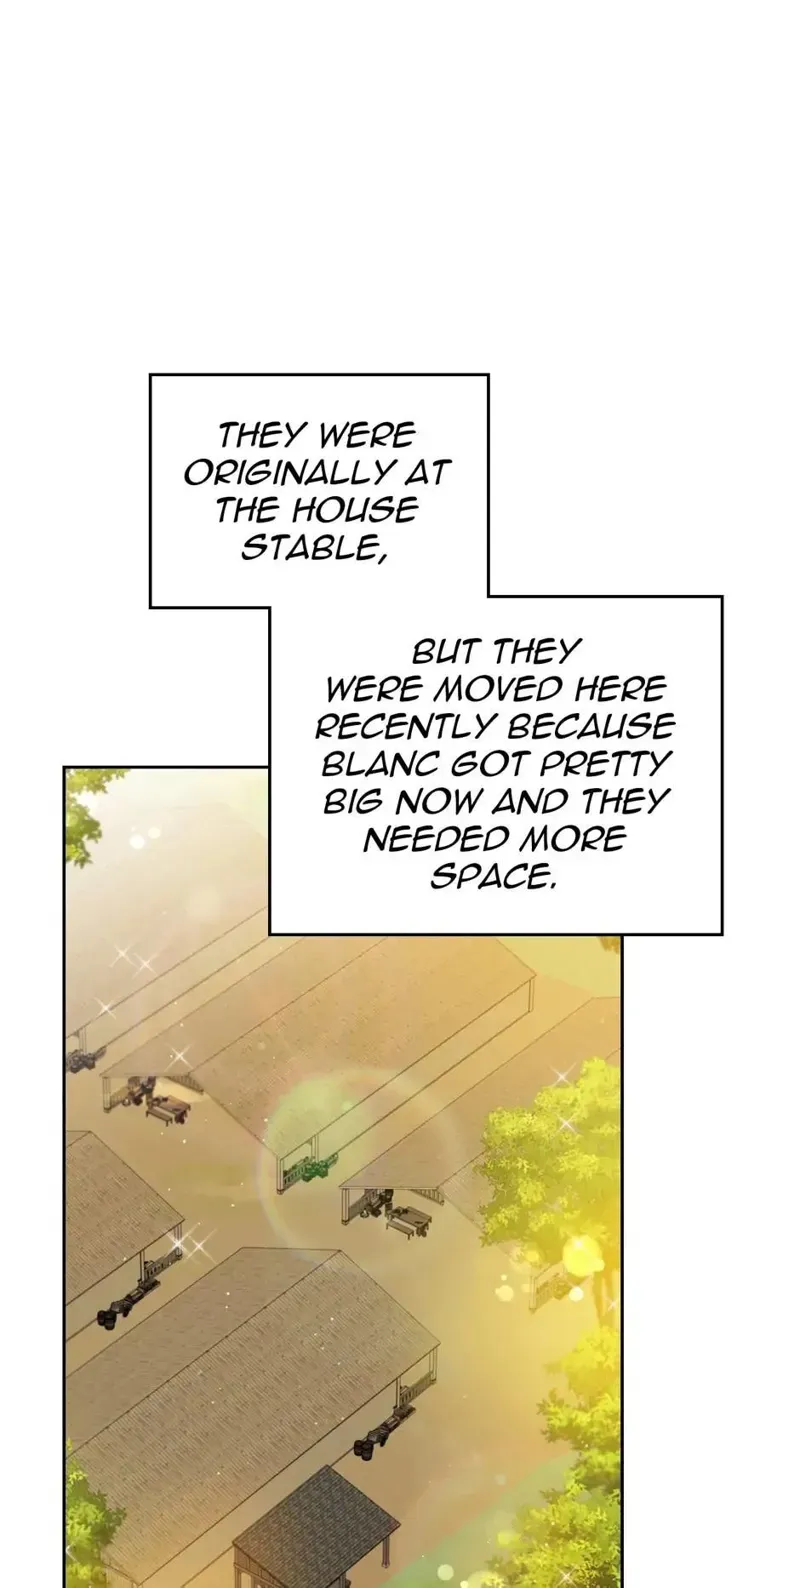 THEY WERE
ORIGINALLY AT
THE HOUSE
STABLE,
BUT THEY
WERE MOVED HERE
RECENTLY BECAUSE
BLANC GOT PRETTY
BIG NOW AND THEY
NEEDED MORE
SPACE.